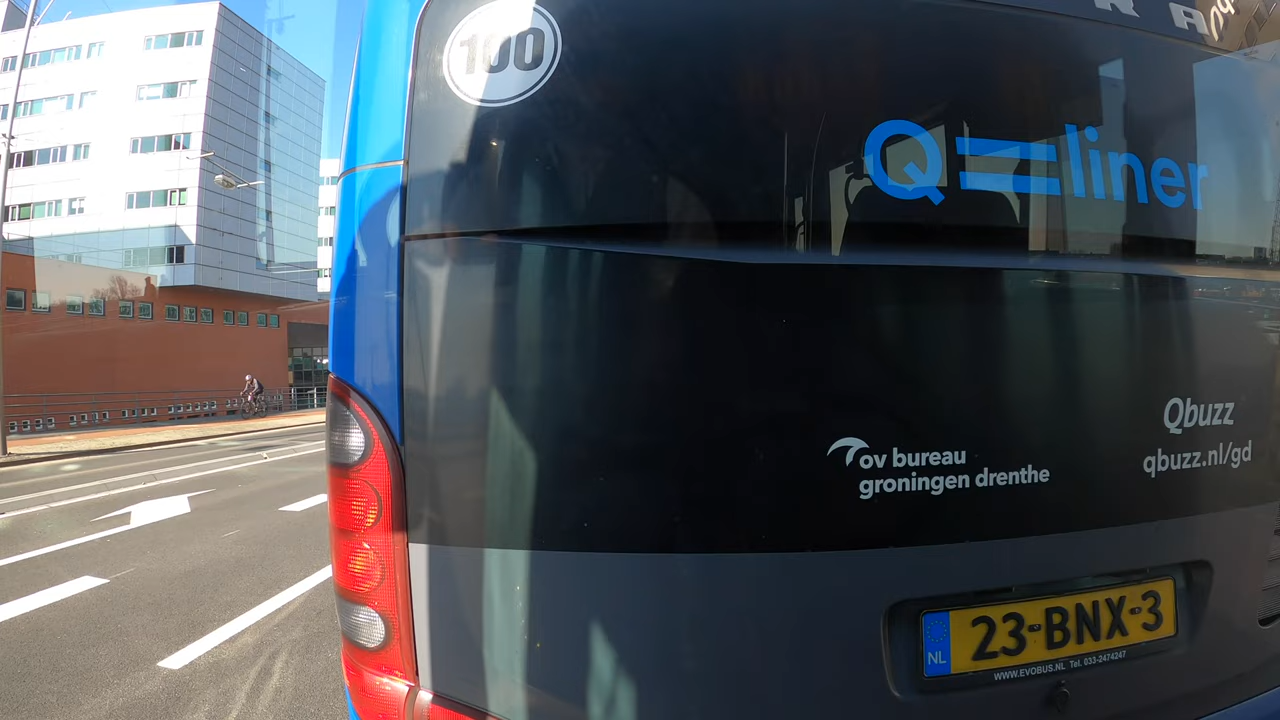 100
Q=liner
Qbuzz
qbuzz.nl/gd
ov bureau
groningen drenthe
NL
23-BNX-3
WWW.EVOBUS.NL Tel. 033-2474247